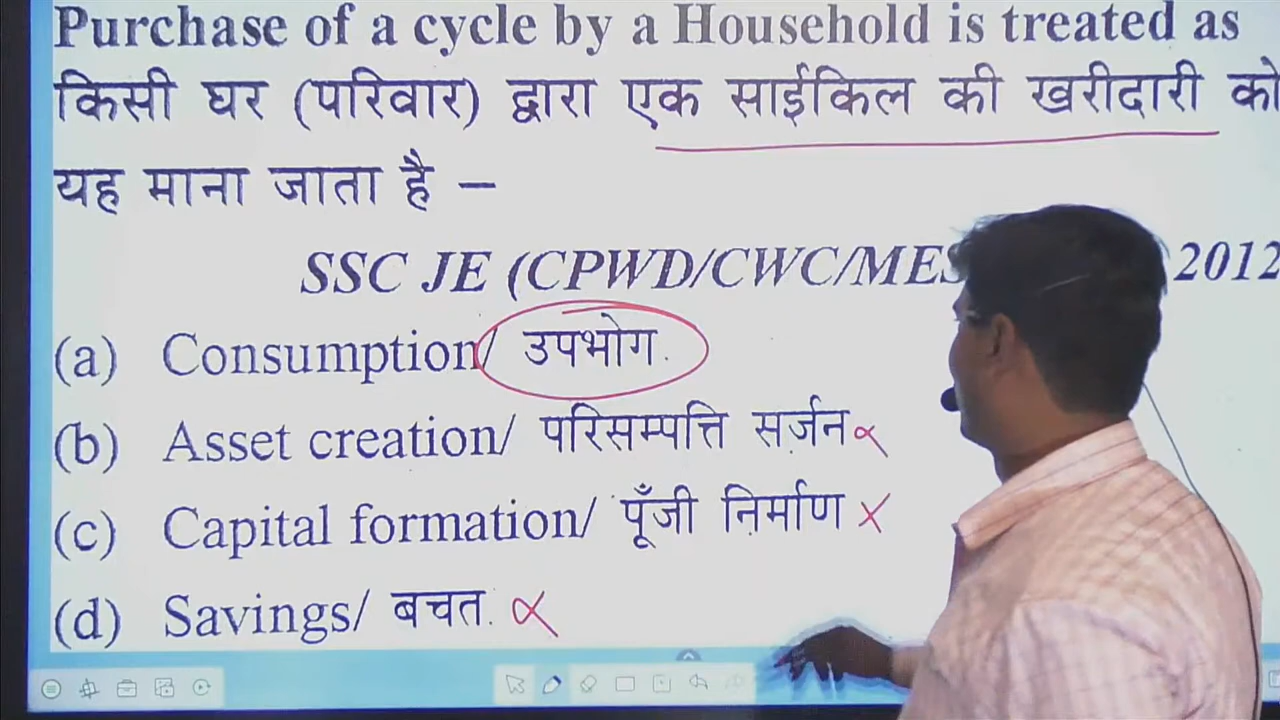 Purchase of a cycle by a Household is treated as
किसी घर (परिवार) द्वारा एक साईकिल की खरीदारी को
यह माना जाता है –
SSC JE (CPWD/CWC/MES 2012
(a) Consumption/ उपभोग.
(b) Asset creation/ परिसम्पत्ति सर्जन
(c) Capital formation/ पूँजी निर्माण
(d) Savings/ बचत.